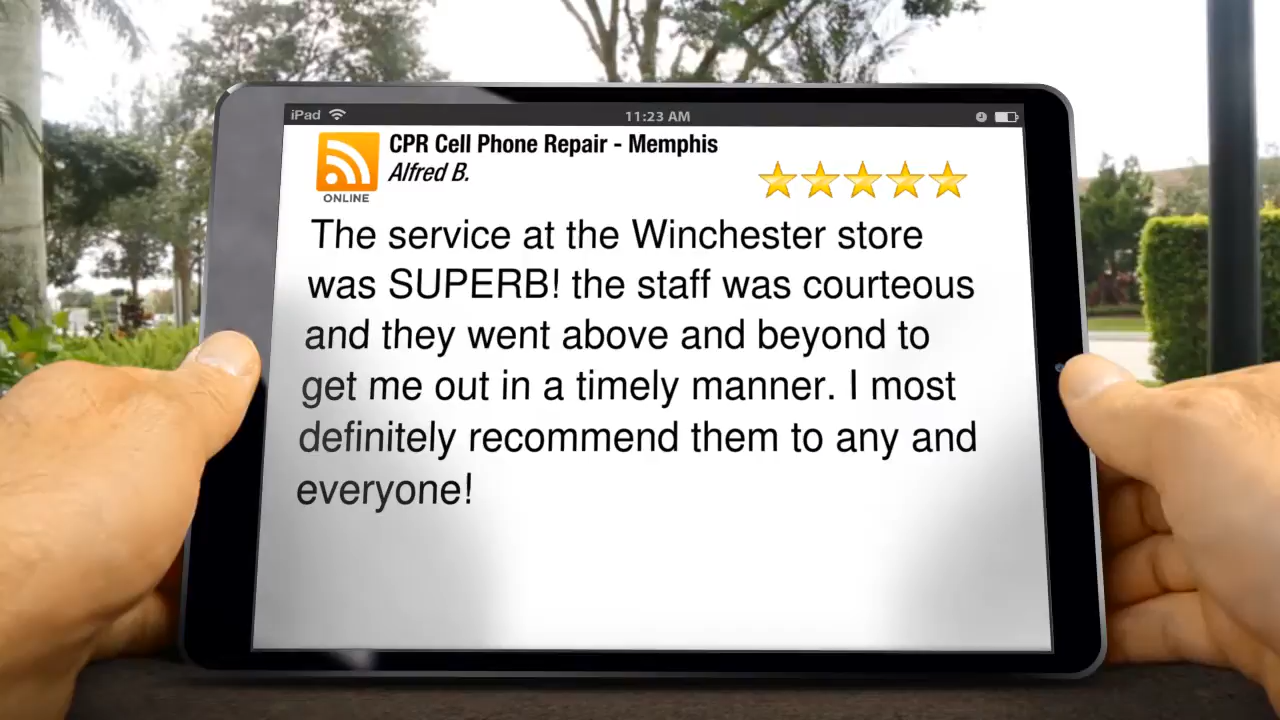 iPad 11:23 AM
CPR Cell Phone Repair - Memphis
Alfred B.
ONLINE
The service at the Winchester store
was SUPERB! the staff was courteous
and they went above and beyond to
get me out in a timely manner. I most
definitely recommend them to any and
everyone!